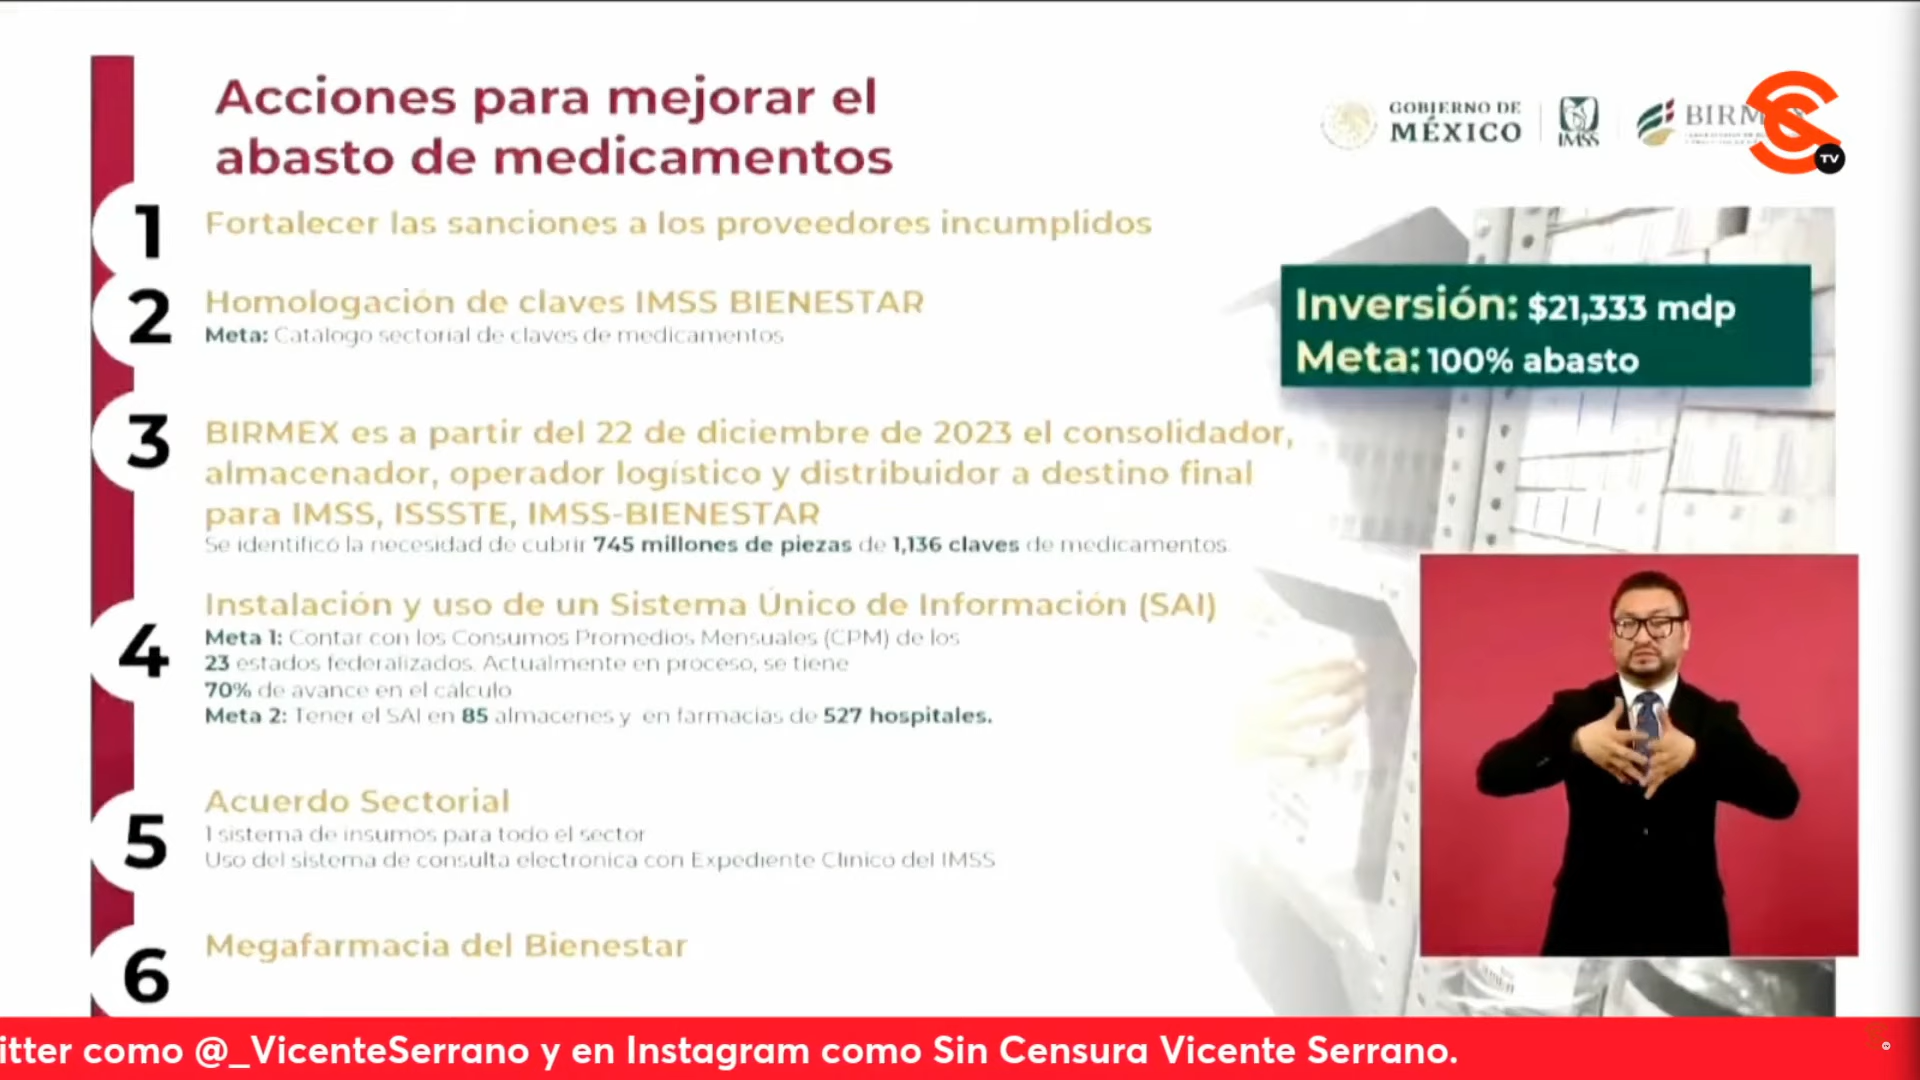 Acciones para mejorar el
abasto de medicamentos
GOBIERNO DE
MÉXICO
IMSS
BIRM
TV
1
Fortalecer las sanciones a los proveedores incumplidos
2
Homologación de claves IMSS BIENESTAR
Meta: Catálogo sectorial de claves de medicamentos
Inversión: $21,333 mdp
Meta: 100% abasto
3
BIRMEX es a partir del 22 de diciembre de 2023 el consolidador,
almacenador, operador logístico y distribuidor a destino final
para IMSS, ISSSTE, IMSS-BIENESTAR
Se identificó la necesidad de cubrir 745 millones de piezas de 1,136 claves de medicamentos.
4
Instalación y uso de un Sistema Único de Información (SAI)
Meta 1: Contar con los Consumos Promedios Mensuales (CPM) de los
23 estados federalizados. Actualmente en proceso, se tiene
70% de avance en el cálculo
Meta 2: Tener el SAI en 85 almacenes y en farmacias de 527 hospitales.
5
Acuerdo Sectorial
1 sistema de insumos para todo el sector
Uso del sistema de consulta electronica con Expediente Clínico del IMSS
6
Megafarmacia del Bienestar
itter como @_VicenteSerrano y en Instagram como Sin Censura Vicente Serrano.